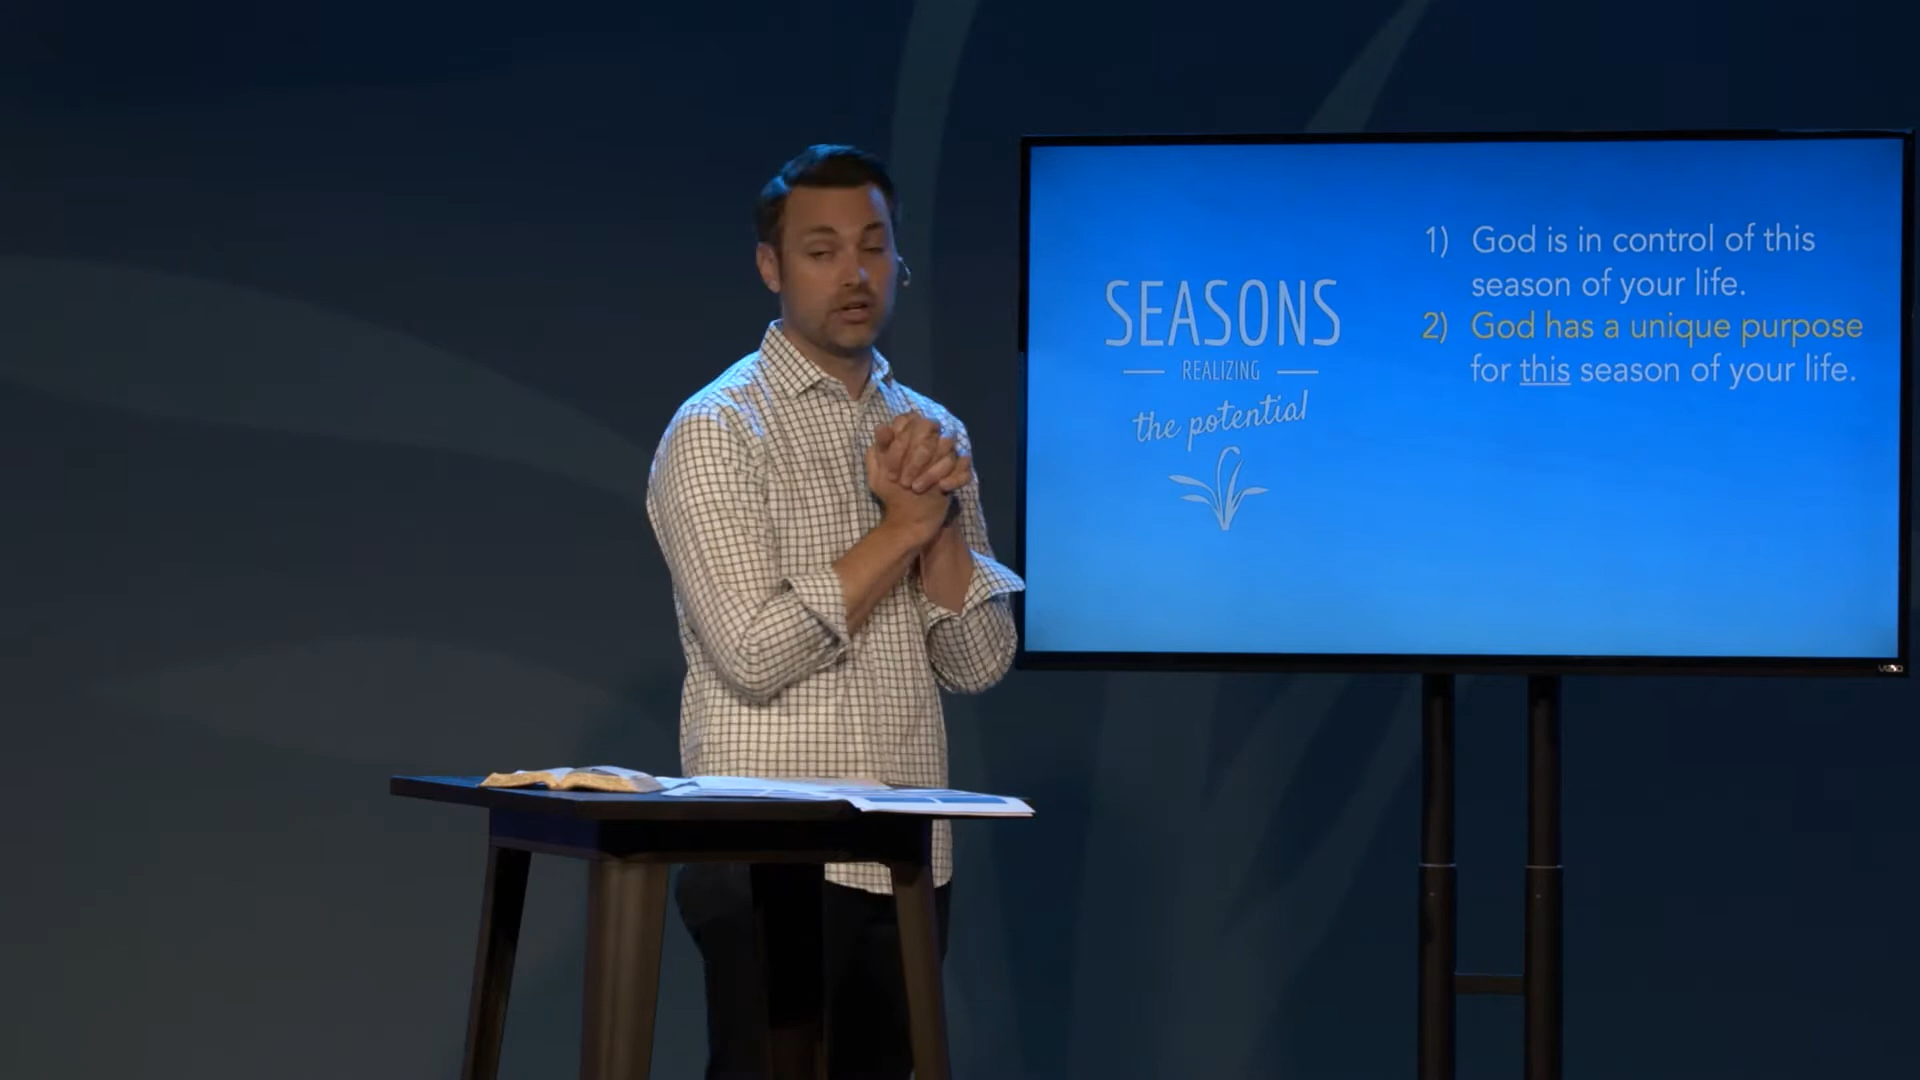 SEASONS
REALIZING
the potential
1) God is in control of this
season of your life.
2) God has a unique purpose
for this season of your life.
VIZIO